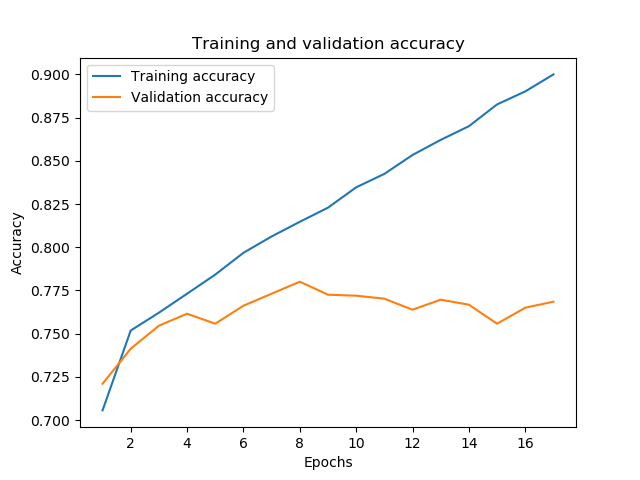 Training and validation accuracy
Training accuracy
Validation accuracy
0.900
0.875
0.850
0.825
0.800
0.775
0.750
0.725
0.700
Accuracy
2 4 6 8 10 12 14 16
Epochs